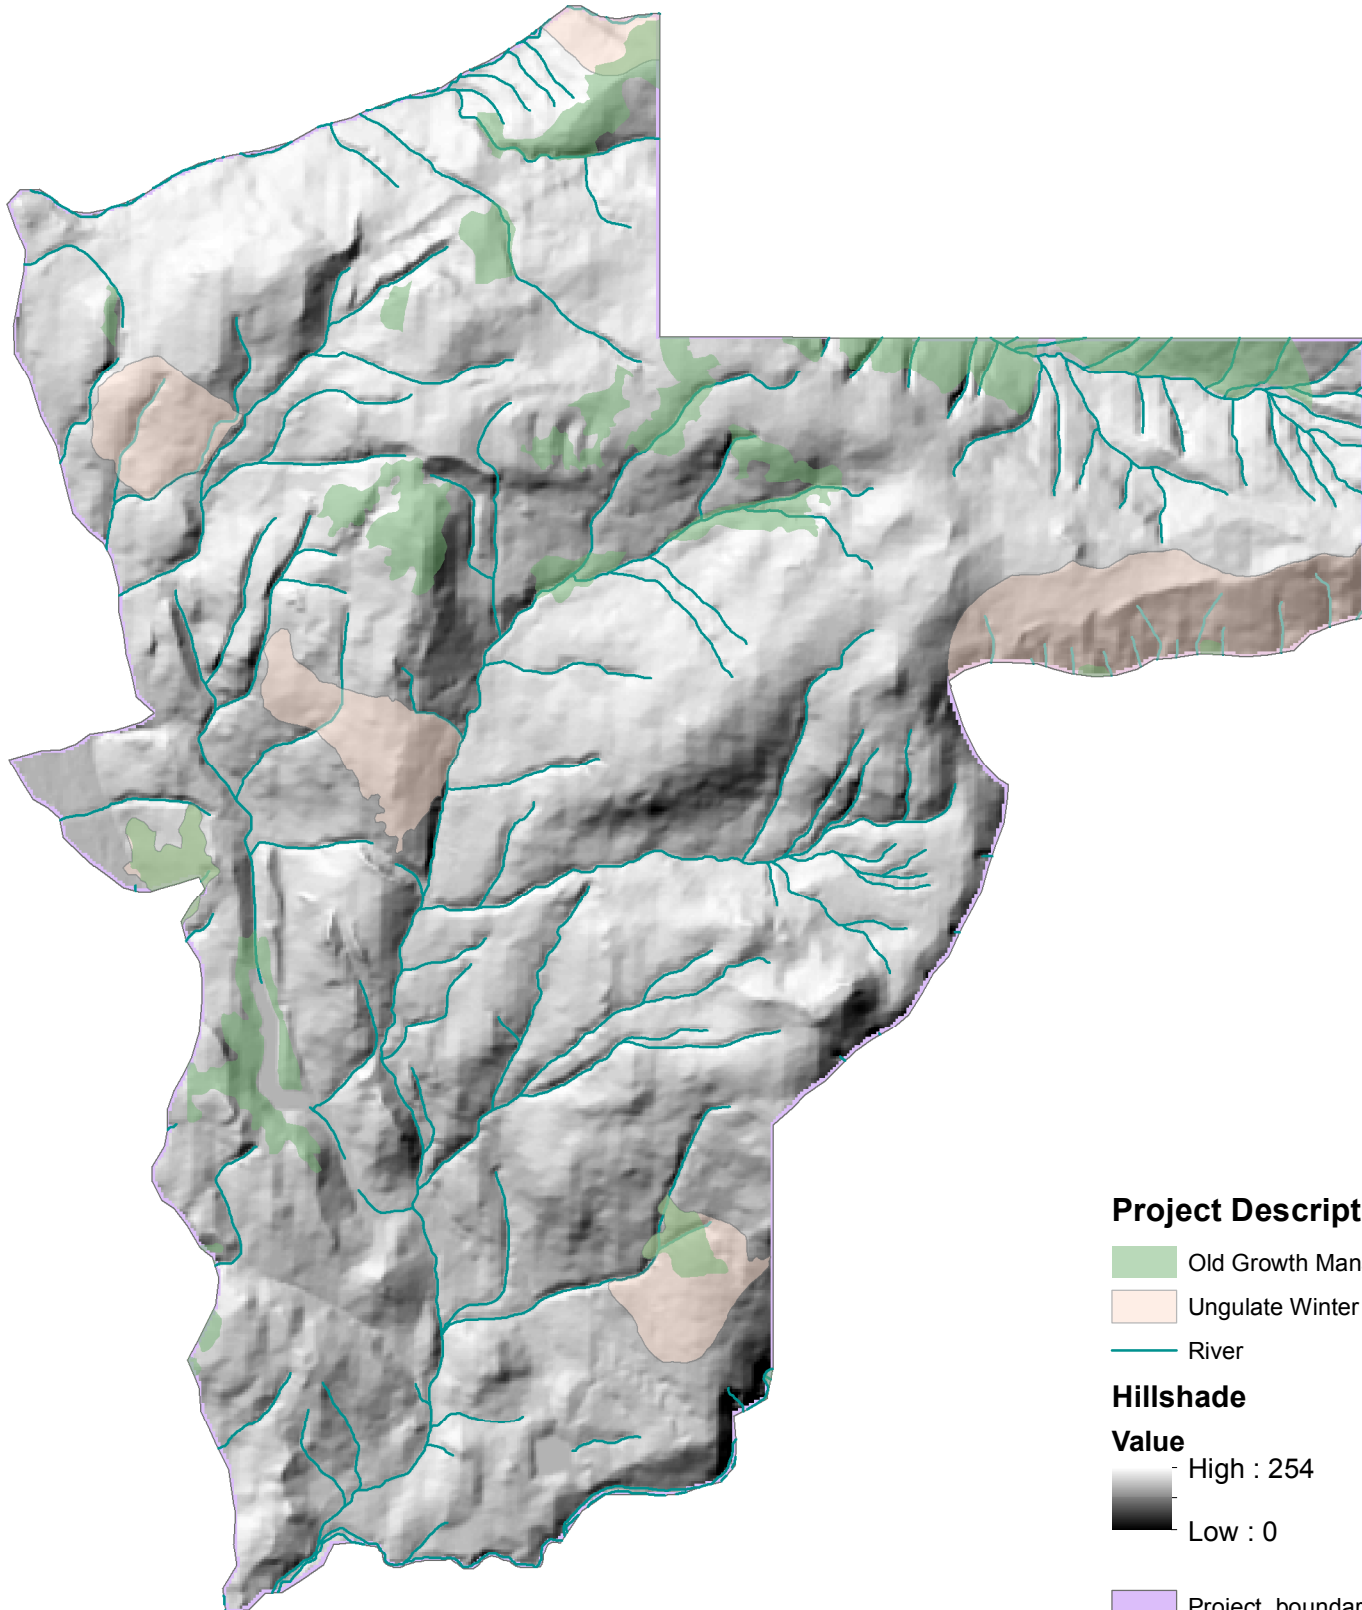 Project Descript
Old Growth Man
Ungulate Winter
River
Hillshade
Value
High : 254
Low : 0
Project_boundar